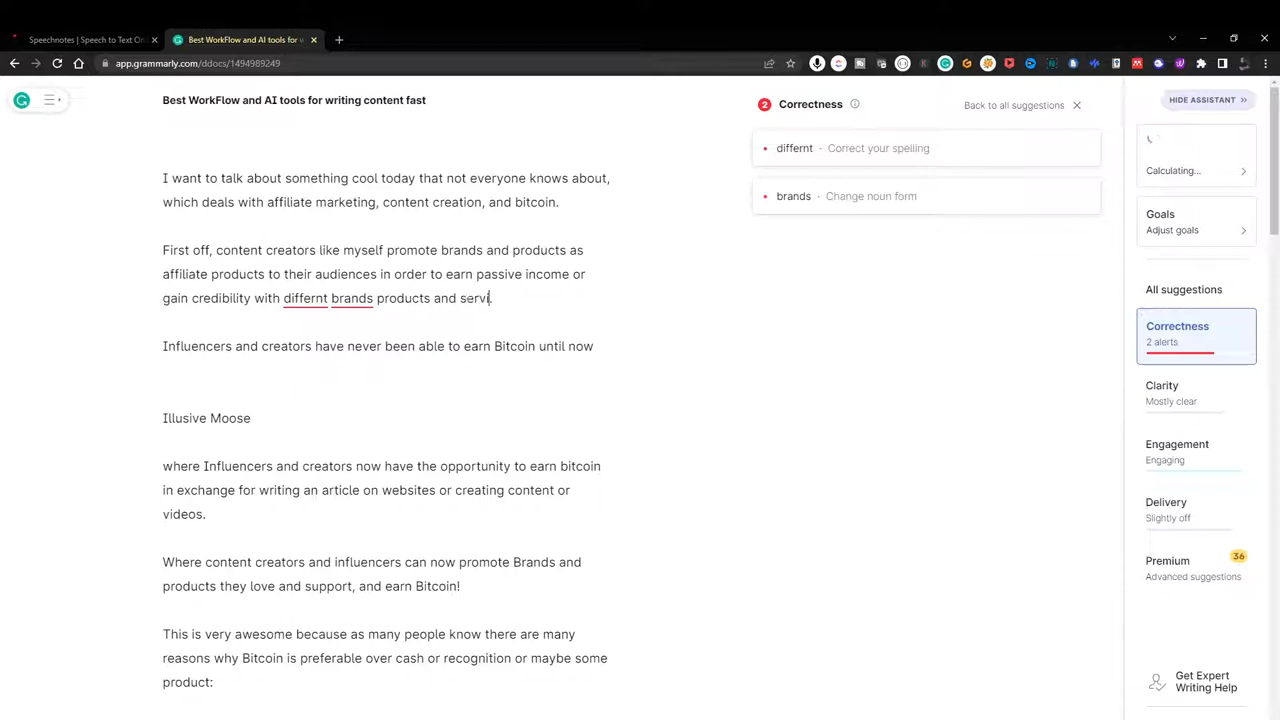 Speechnotes | Speech to Text On
Best WorkFlow and AI tools for w
app.grammarly.com/ddocs/1494989249
Best WorkFlow and AI tools for writing content fast
I want to talk about something cool today that not everyone knows about,
which deals with affiliate marketing, content creation, and bitcoin.
First off, content creators like myself promote brands and products as
affiliate products to their audiences in order to earn passive income or
gain credibility with differnt brands products and servi.
Influencers and creators have never been able to earn Bitcoin until now
Illusive Moose
where Influencers and creators now have the opportunity to earn bitcoin
in exchange for writing an article on websites or creating content or
videos.
Where content creators and influencers can now promote Brands and
products they love and support, and earn Bitcoin!
This is very awesome because as many people know there are many
reasons why Bitcoin is preferable over cash or recognition or maybe some
product:
2 Correctness
Back to all suggestions
differnt · Correct your spelling
brands · Change noun form
HIDE ASSISTANT
Calculating...
Goals
Adjust goals
All suggestions
Correctness
2 alerts
Clarity
Mostly clear
Engagement
Engaging
Delivery
Slightly off
Premium 36
Advanced suggestions
Get Expert
Writing Help